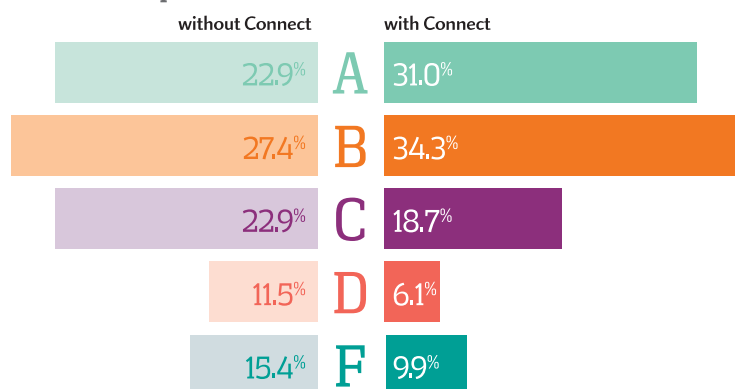 without Connect with Connect
22.9% A 31.0%
27.4% B 34.3%
22.9% C 18.7%
11.5% D 6.1%
15.4% F 9.9%